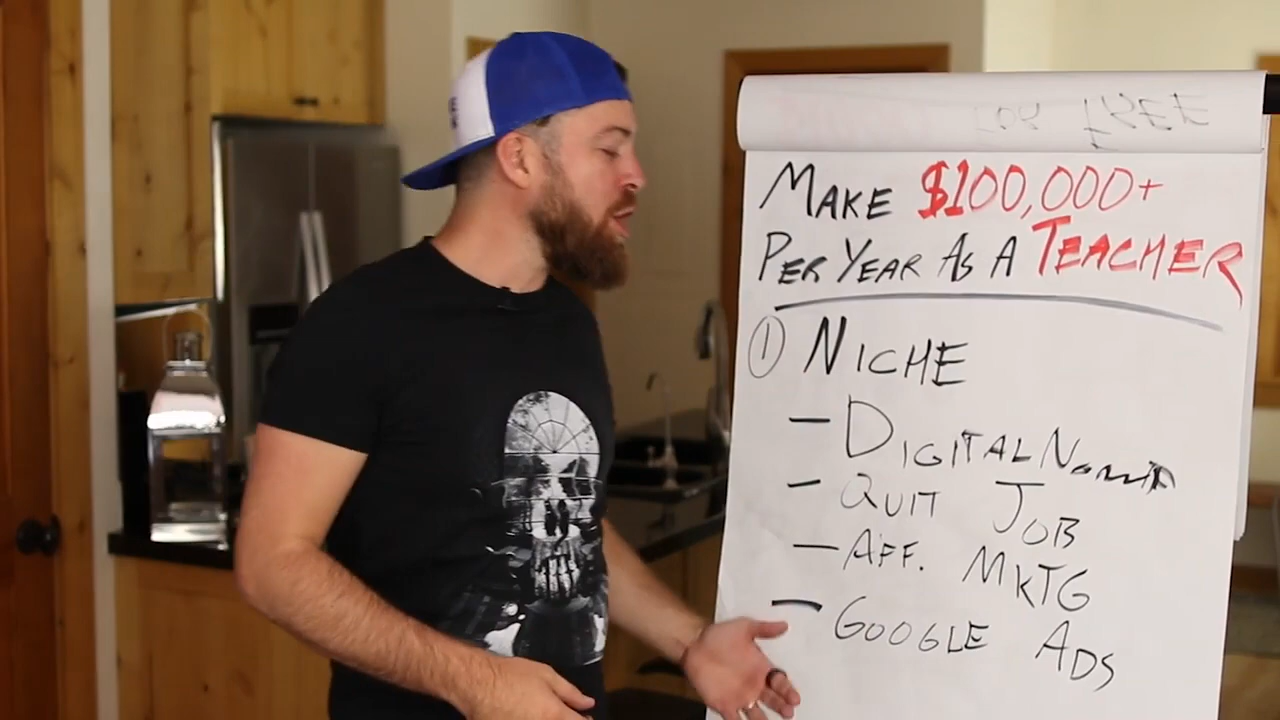 MAKE $100,000+
PER YEAR AS A TEACHER
① NICHE
- DIGITAL NOMAD
- QUIT JOB
- AFF. MKTG
- GOOGLE ADS